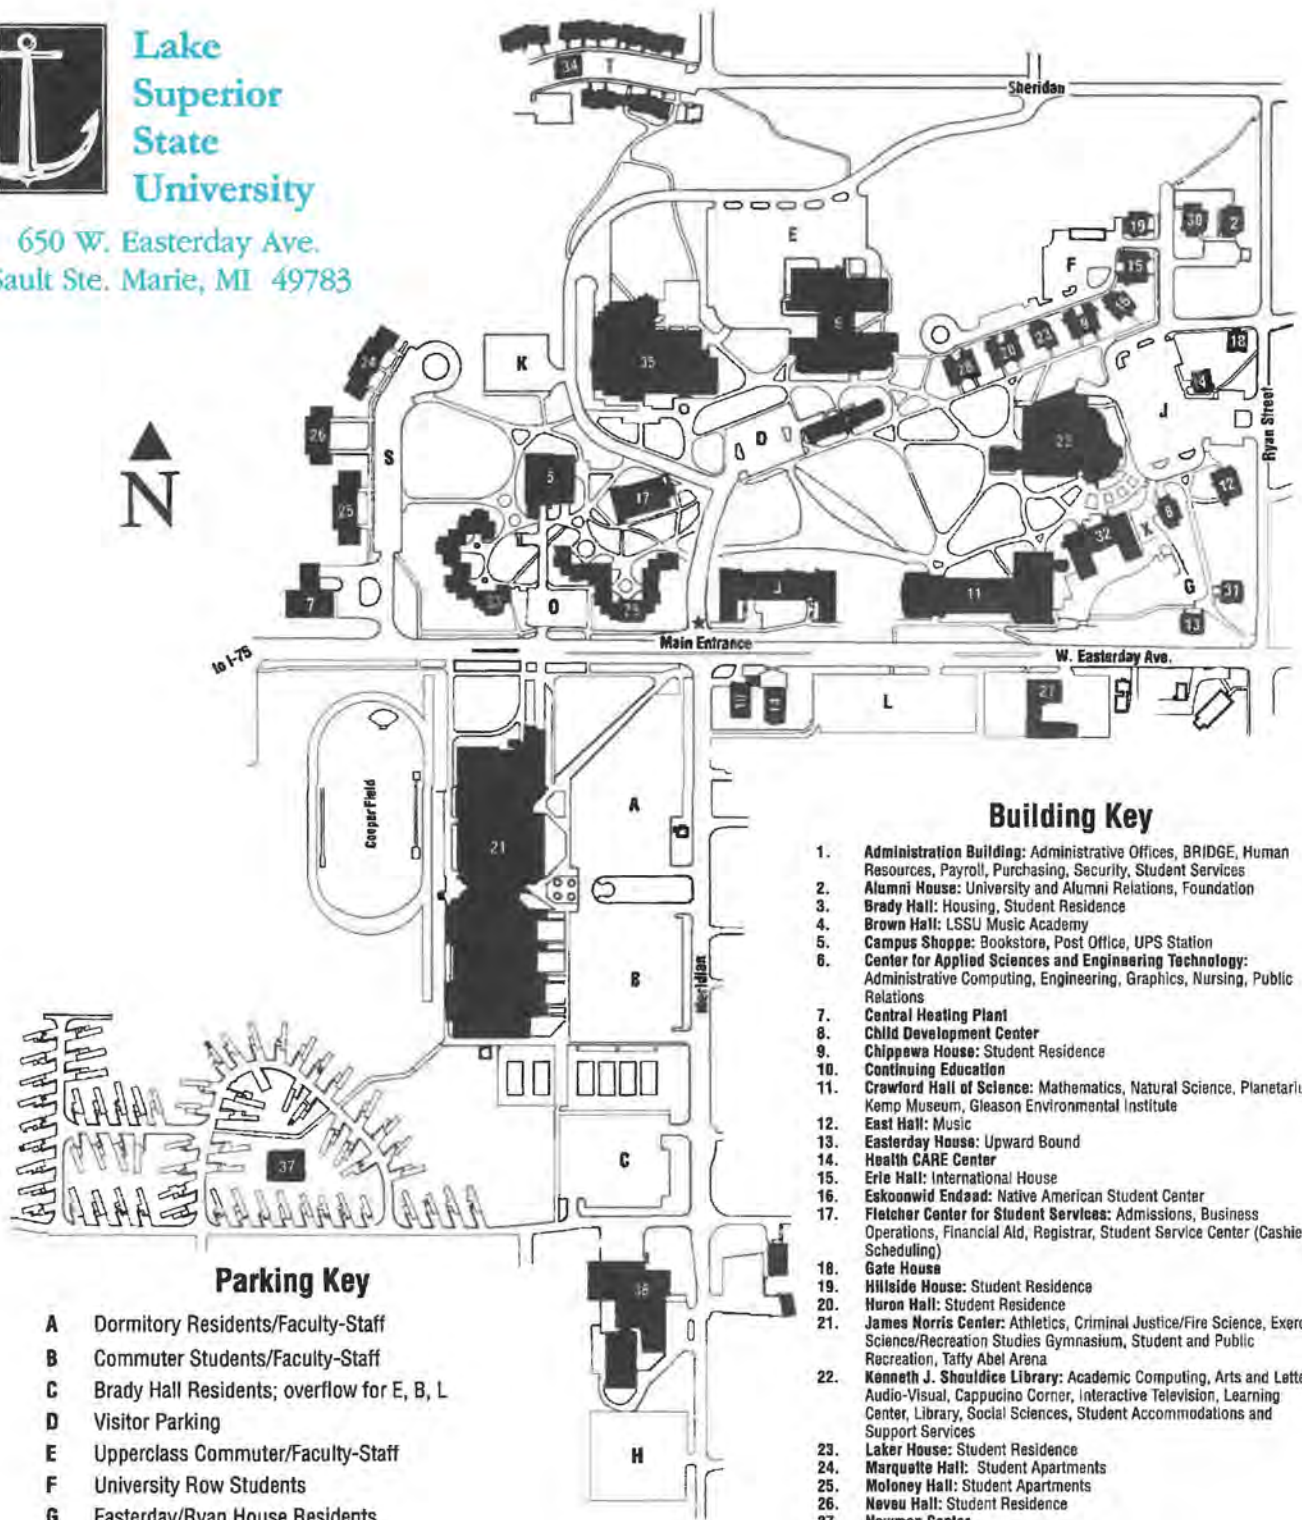 Lake
Superior
State
University
650 W. Easterday Ave.
Sault Ste. Marie, MI 49783
N
34
T
Sheridan
E
F
19
30
2
15
16
9
23
20
28
6
K
35
18
4
J
Ryan Street
D
22
24
26
S
5
17
25
12
8
X
32
7
O
29
1
11
G
31
13
Main Entrance
to I-75
W. Easterday Ave.
10
14
L
27
Cooper Field
A
21
B
Meridian
C
37
38
H
Building Key
1. Administration Building: Administrative Offices, BRIDGE, Human
Resources, Payroll, Purchasing, Security, Student Services
2. Alumni House: University and Alumni Relations, Foundation
3. Brady Hall: Housing, Student Residence
4. Brown Hall: LSSU Music Academy
5. Campus Shoppe: Bookstore, Post Office, UPS Station
6. Center for Applied Sciences and Engineering Technology:
Administrative Computing, Engineering, Graphics, Nursing, Public
Relations
7. Central Heating Plant
8. Child Development Center
9. Chippewa House: Student Residence
10. Continuing Education
11. Crawford Hall of Science: Mathematics, Natural Science,
Kemp Museum, Gleason Environmental Institute
12. East Hall: Music
13. Easterday House: Upward Bound
14. Health CARE Center
15. Erie Hall: International House
16. Eskoonwid Endaad: Native American Student Center
17. Fletcher Center for Student Services: Admissions, Business
Operations, Financial Aid, Registrar, Student Service Center
Scheduling)
18. Gate House
19. Hillside House: Student Residence
20. Huron Hall: Student Residence
21. James Norris Center: Athletics, Criminal Justice/Fire Science,
Science/Recreation Studies Gymnasium, Student and Public
Recreation, Taffy Abel Arena
22. Kenneth J. Shouldice Library: Academic Computing, Arts and
Audio-Visual, Cappucino Corner, Interactive Television, Learning
Center, Library, Social Sciences, Student Accommodations and
Support Services
23. Laker House: Student Residence
24. Marquette Hall: Student Apartments
25. Moloney Hall: Student Apartments
26. Neveu Hall: Student Residence
27. Newman Center
Parking Key
A Dormitory Residents/Faculty-Staff
B Commuter Students/Faculty-Staff
C Brady Hall Residents; overflow for E, B, L
D Visitor Parking
E Upperclass Commuter/Faculty-Staff
F University Row Students
G Easterday/Ryan House Residents